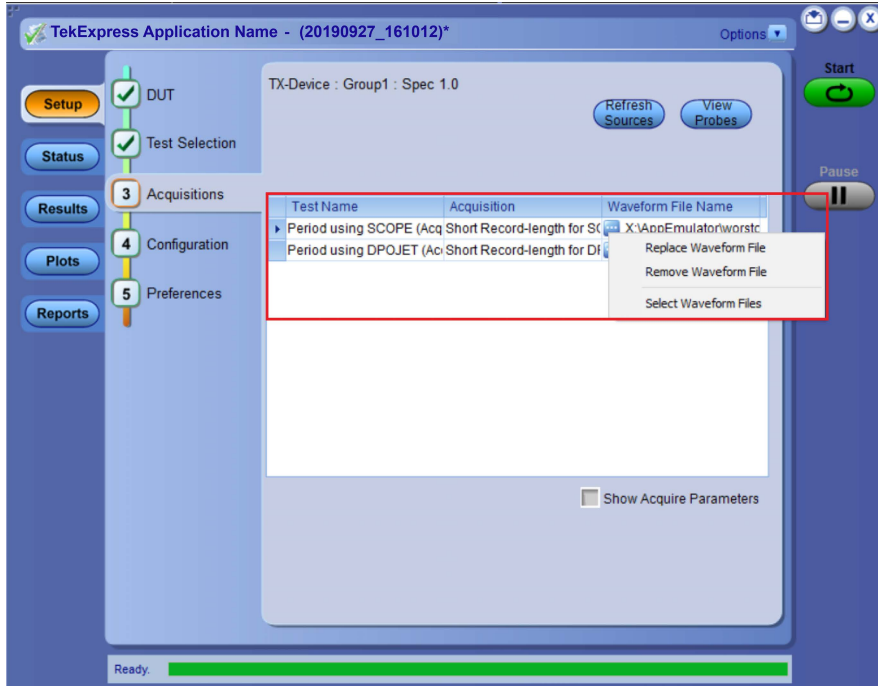 TekExpress Application Name - (20190927_161012)*
Options
Start
Setup
Status
Results
Plots
Reports
DUT
Test Selection
3 Acquisitions
4 Configuration
5 Preferences
TX-Device : Group1 : Spec 1.0
Refresh
Sources
View
Probes
Pause
Test Name Acquisition Waveform File Name
Period using SCOPE (Acq Short Record-length for SC ... X:\AppEmulator\worstc
Period using DPOJET (Ac Short Record-length for DF
Replace Waveform File
Remove Waveform File
Select Waveform Files
Show Acquire Parameters
Ready.